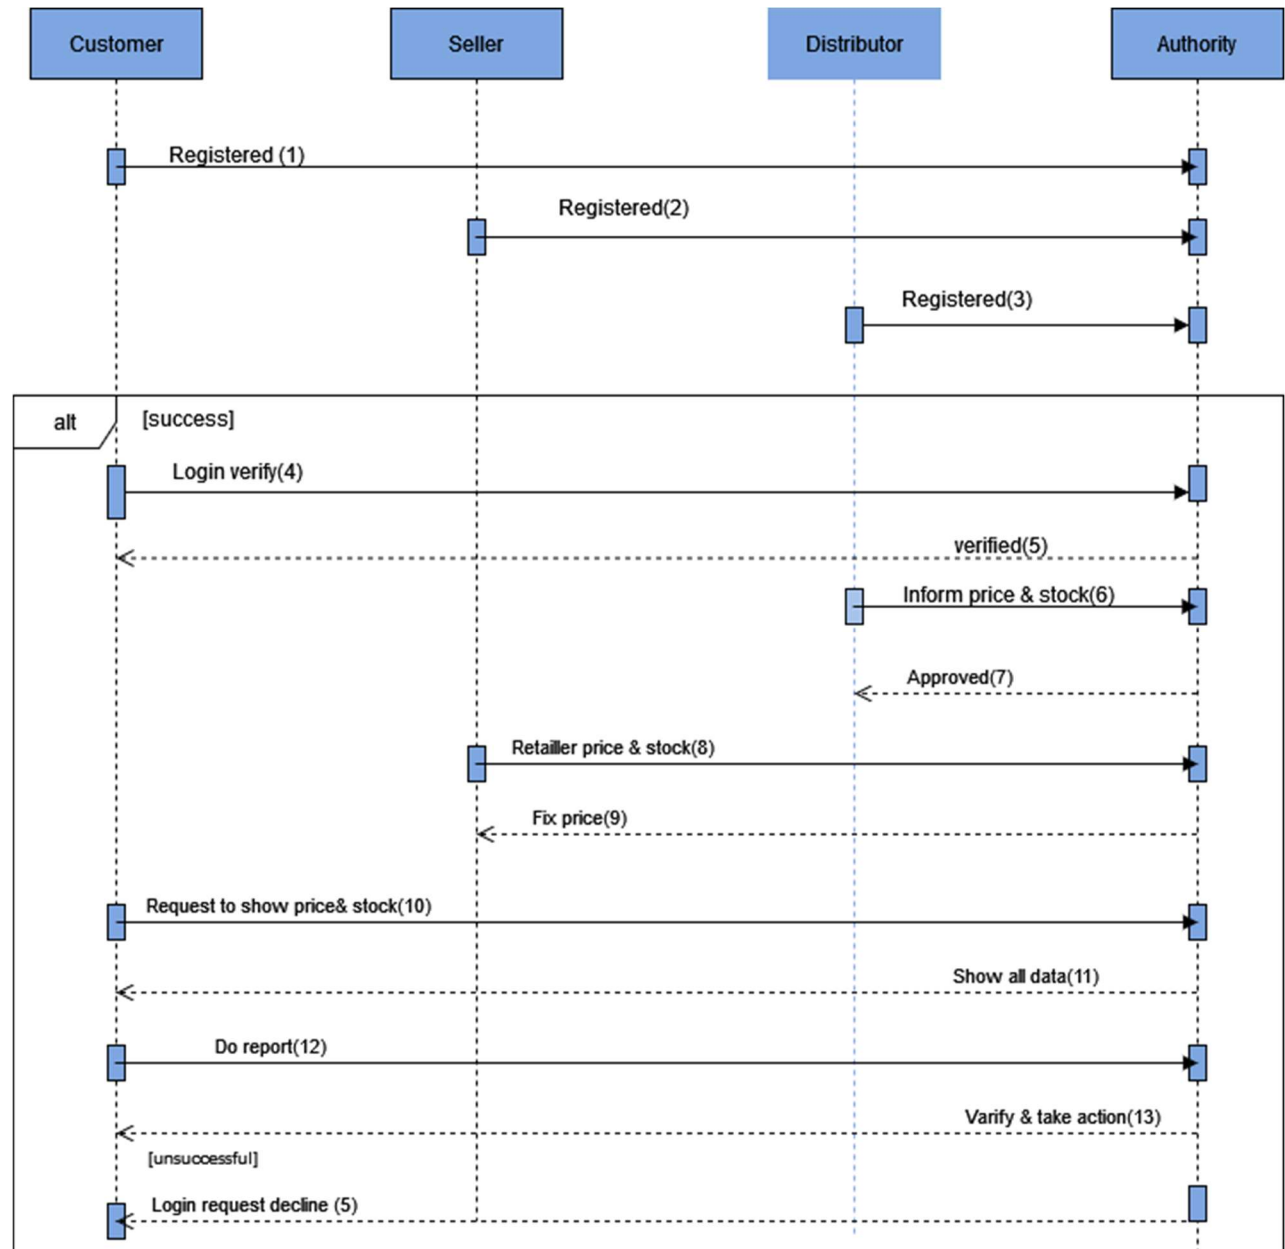 Customer
Seller
Distributor
Authority
Registered (1)
Registered(2)
Registered(3)
alt
[success]
Login verify(4)
verified(5)
Inform price & stock(6)
Approved(7)
Retailler price & stock(8)
Fix price(9)
Request to show price& stock(10)
Show all data(11)
Do report(12)
Varify & take action(13)
[unsuccessful]
Login request decline (5)